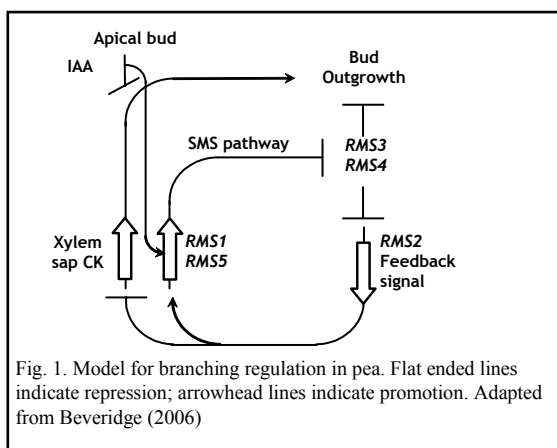 Apical bud
IAA
Bud
Outgrowth
SMS pathway
RMS3
RMS4
Xylem
sap CK
RMS1
RMS5
RMS2
Feedback
signal
Fig. 1. Model for branching regulation in pea. Flat ended lines
indicate repression; arrowhead lines indicate promotion. Adapted
from Beveridge (2006)